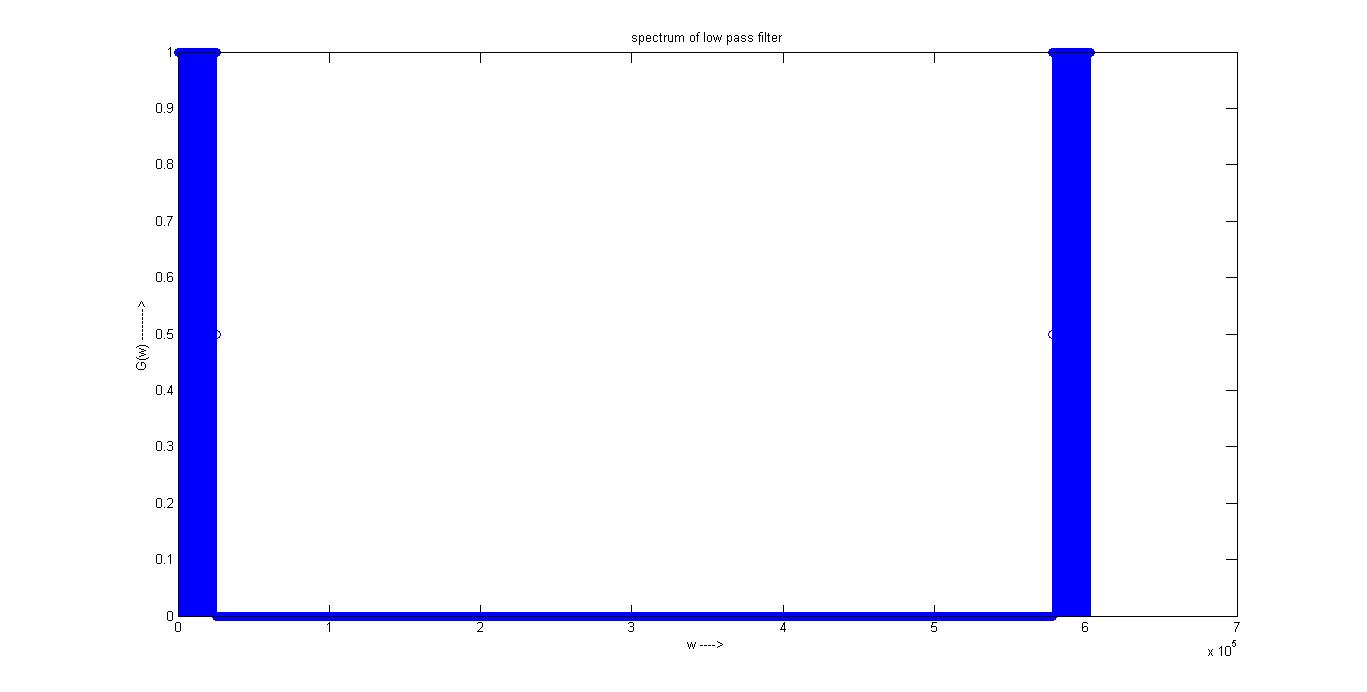 spectrum of low pass filter
1
0.9
0.8
0.7
0.6
0.5
0.4
0.3
0.2
0.1
0
G(w) -------->
0 1 2 3 4 5 6 7
w ---->
x 10^5